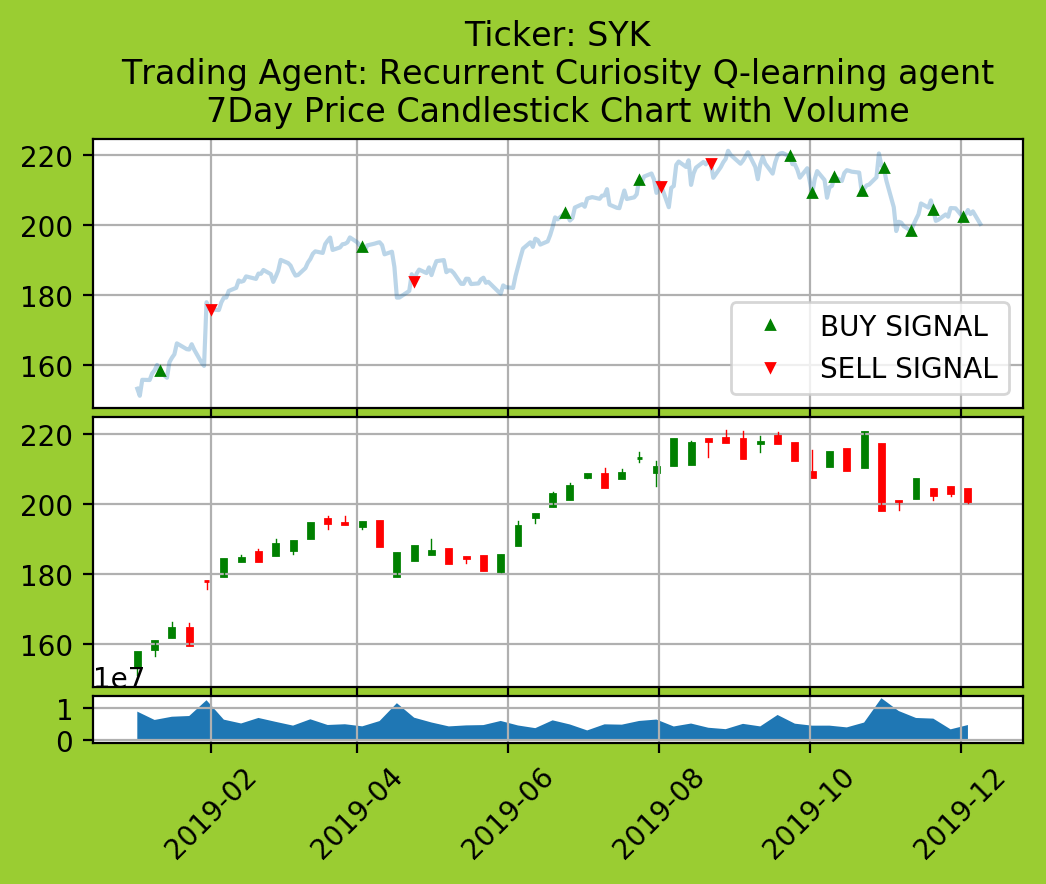 Ticker: SYK
Trading Agent: Recurrent Curiosity Q-learning agent
7Day Price Candlestick Chart with Volume
220
200
180
160
BUY SIGNAL
SELL SIGNAL
220
200
180
160
1e7
1
0
2019-02
2019-04
2019-06
2019-08
2019-10
2019-12